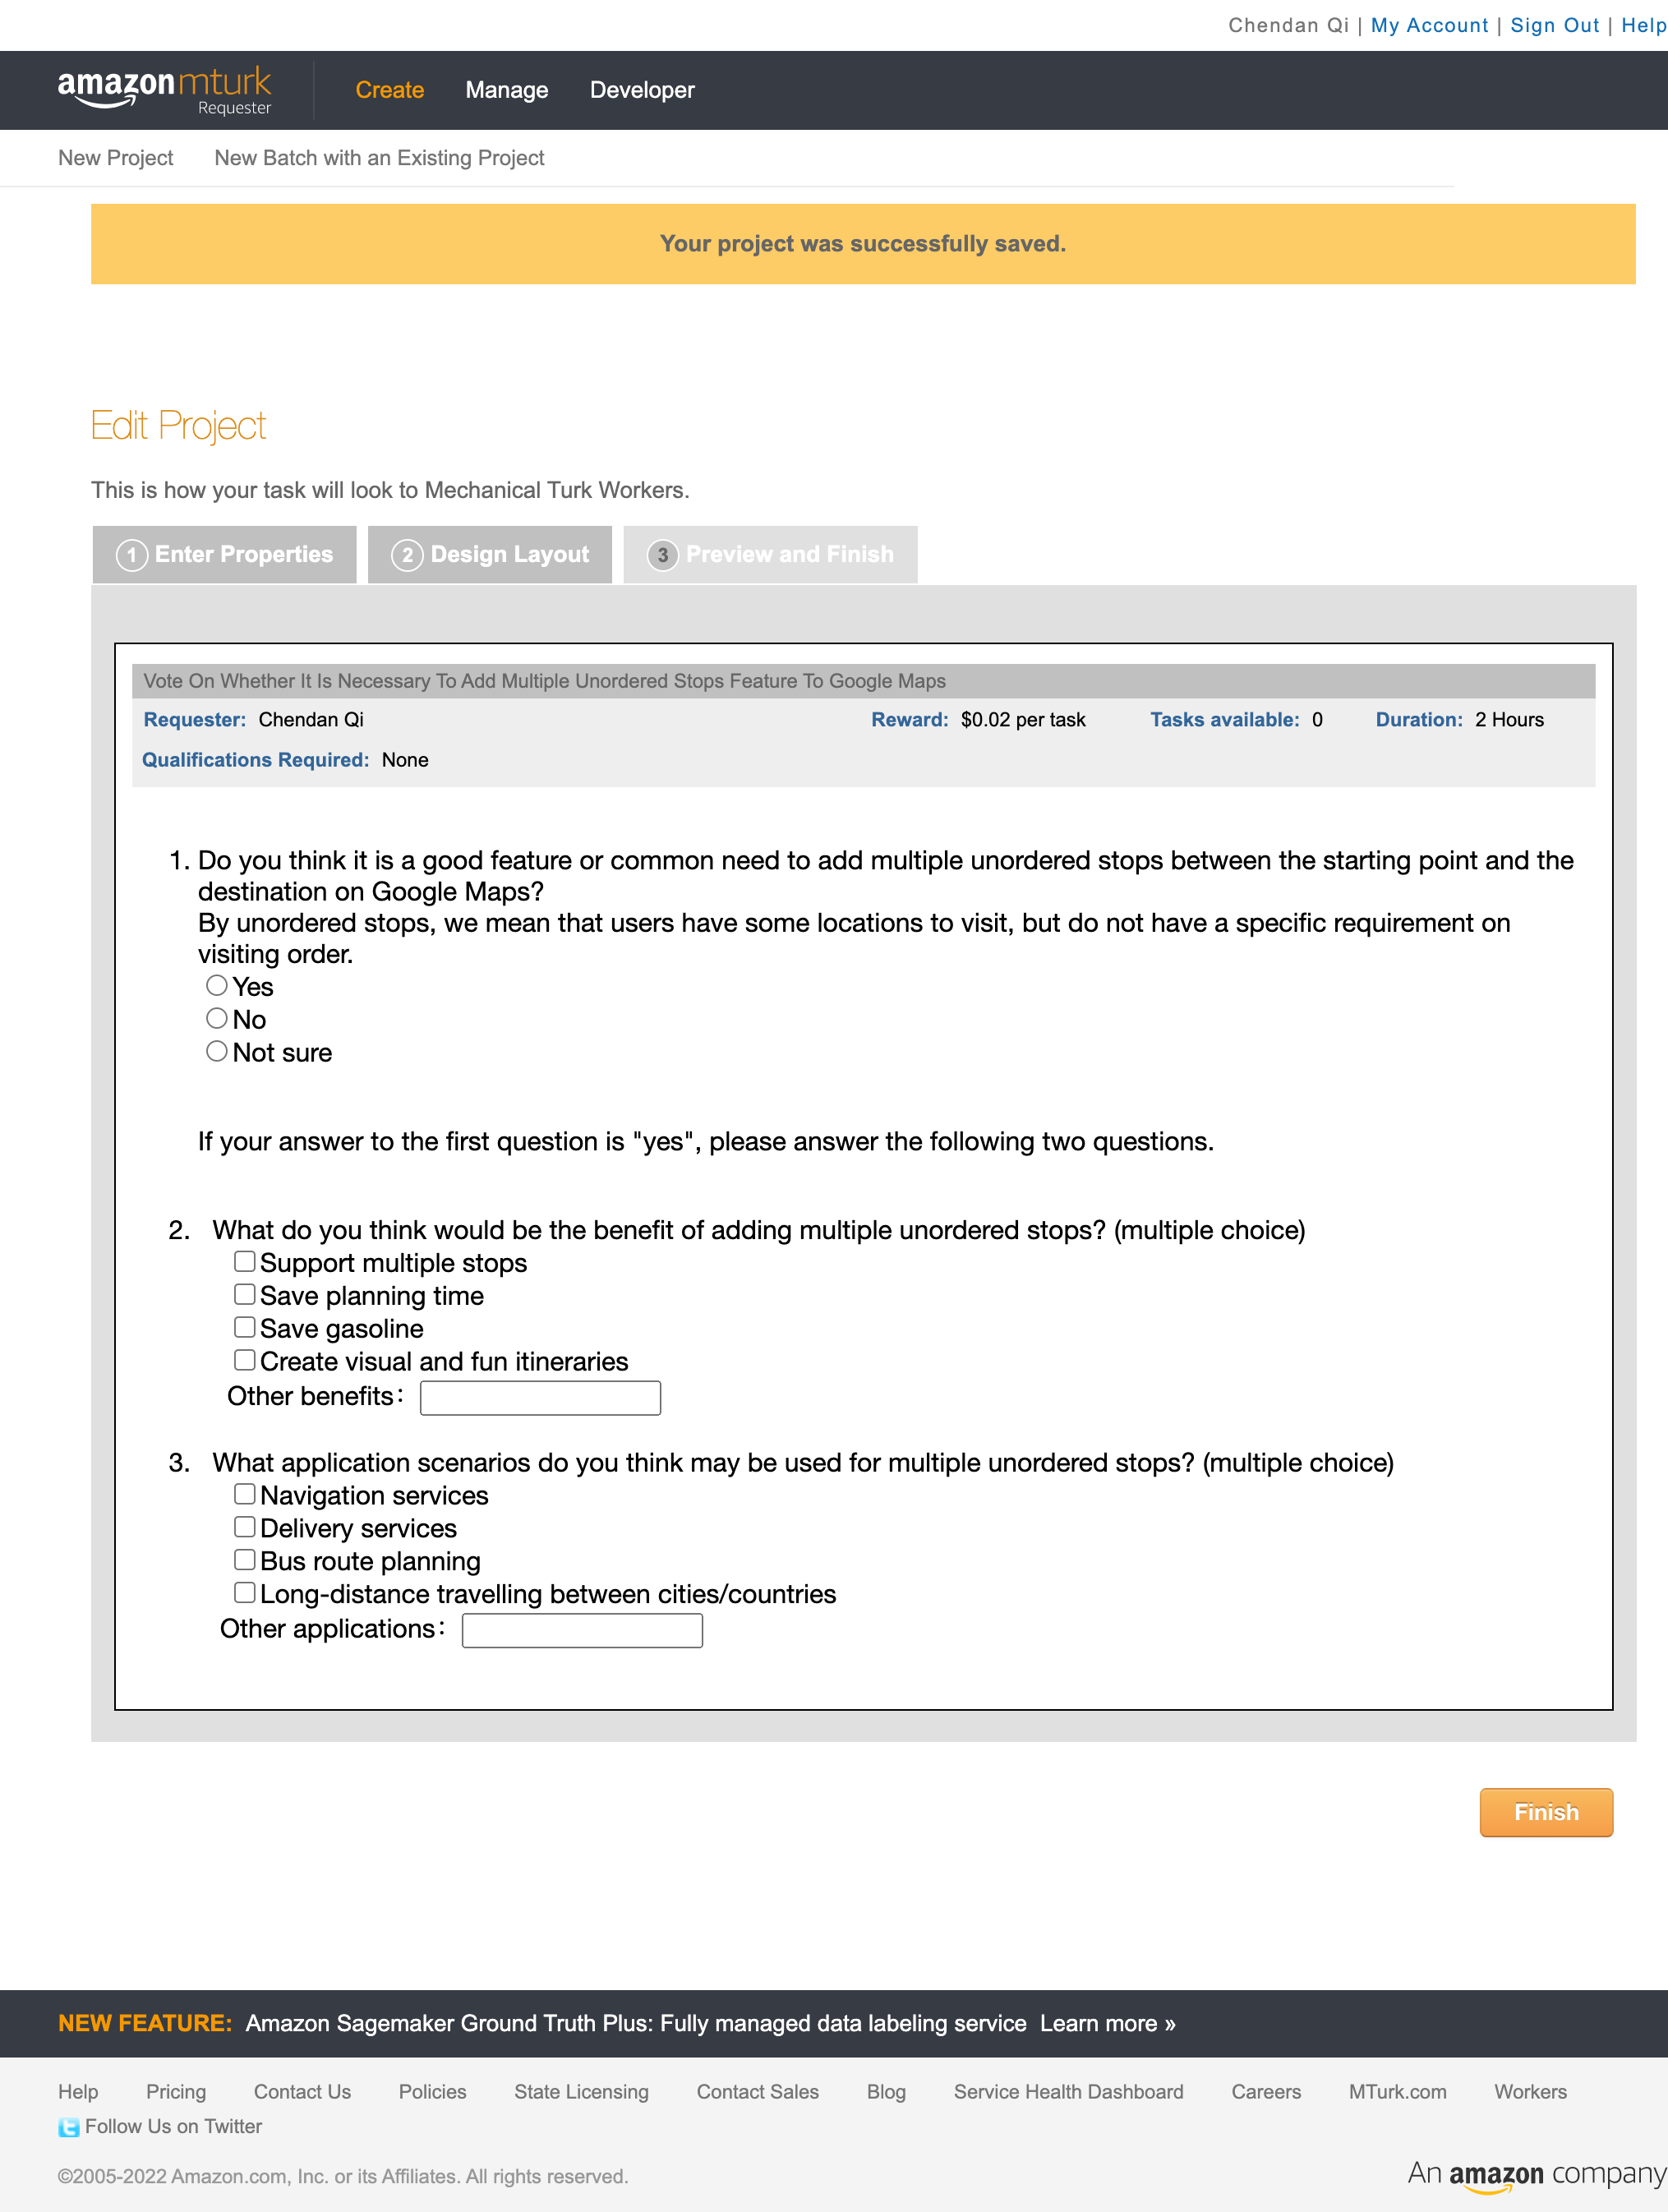 Chendan Qi | My Account | Sign Out | Help
amazonmturk
Requester
Create Manage Developer
New Project New Batch with an Existing Project
Your project was successfully saved.
Edit Project
This is how your task will look to Mechanical Turk Workers.
1 Enter Properties 2 Design Layout 3 Preview and Finish
Vote On Whether It Is Necessary To Add Multiple Unordered Stops Feature To Google Maps
Requester: Chendan Qi Reward: $0.02 per task Tasks available: 0 Duration: 2 Hours
Qualifications Required: None
1. Do you think it is a good feature or common need to add multiple unordered stops between the starting point and the
destination on Google Maps?
By unordered stops, we mean that users have some locations to visit, but do not have a specific requirement on
visiting order.
Yes
No
Not sure
If your answer to the first question is "yes", please answer the following two questions.
2. What do you think would be the benefit of adding multiple unordered stops? (multiple choice)
Support multiple stops
Save planning time
Save gasoline
Create visual and fun itineraries
Other benefits:
3. What application scenarios do you think may be used for multiple unordered stops? (multiple choice)
Navigation services
Delivery services
Bus route planning
Long-distance travelling between cities/countries
Other applications:
Finish
NEW FEATURE: Amazon Sagemaker Ground Truth Plus: Fully managed data labeling service Learn more »
Help Pricing Contact Us Policies State Licensing Contact Sales Blog Service Health Dashboard Careers MTurk.com Workers
Follow Us on Twitter
©2005-2022 Amazon.com, Inc. or its Affiliates. All rights reserved.
An amazon company